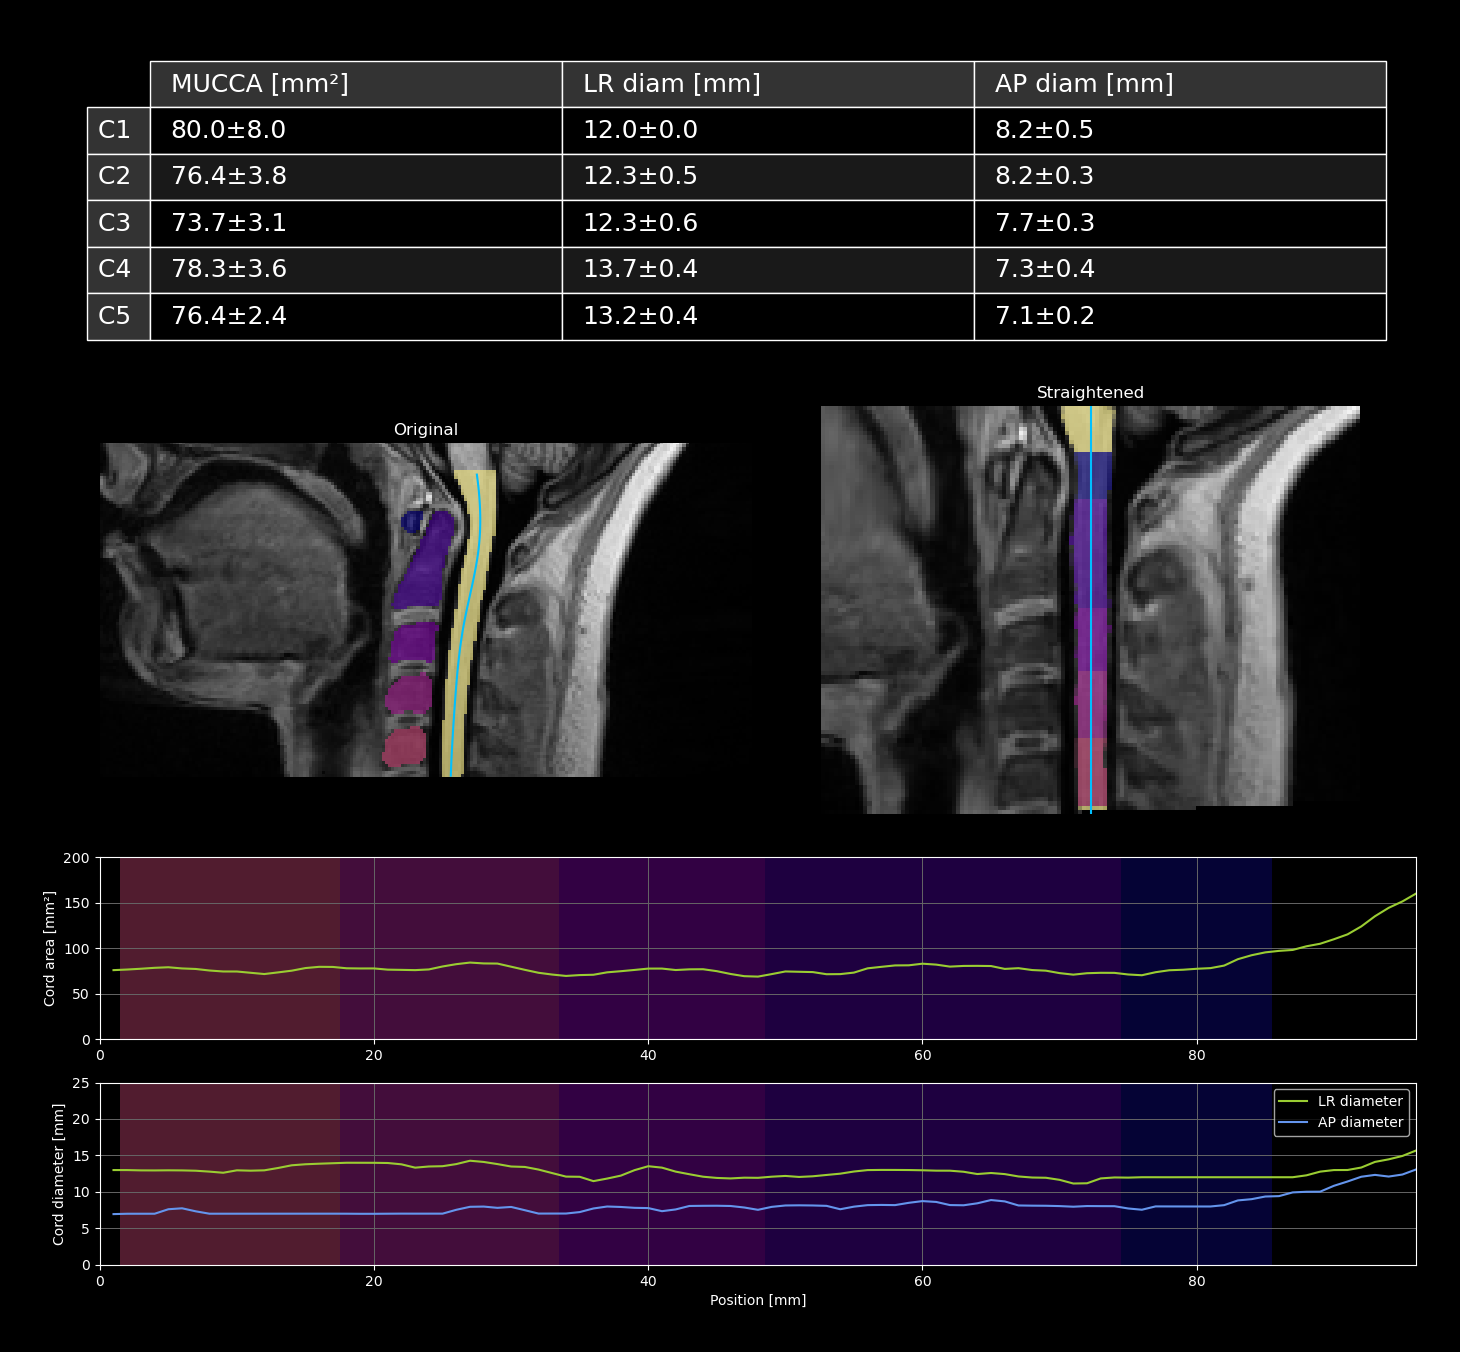 MUCCA [mm²] LR diam [mm] AP diam [mm]
C1 80.0±8.0 12.0±0.0 8.2±0.5
C2 76.4±3.8 12.3±0.5 8.2±0.3
C3 73.7±3.1 12.3±0.6 7.7±0.3
C4 78.3±3.6 13.7±0.4 7.3±0.4
C5 76.4±2.4 13.2±0.4 7.1±0.2
Original
Straightened
Cord area [mm²]
200
150
100
50
0
0 20 40 60 80
Cord diameter [mm]
25
20
15
10
5
0
LR diameter
AP diameter
0 20 40 60 80
Position [mm]